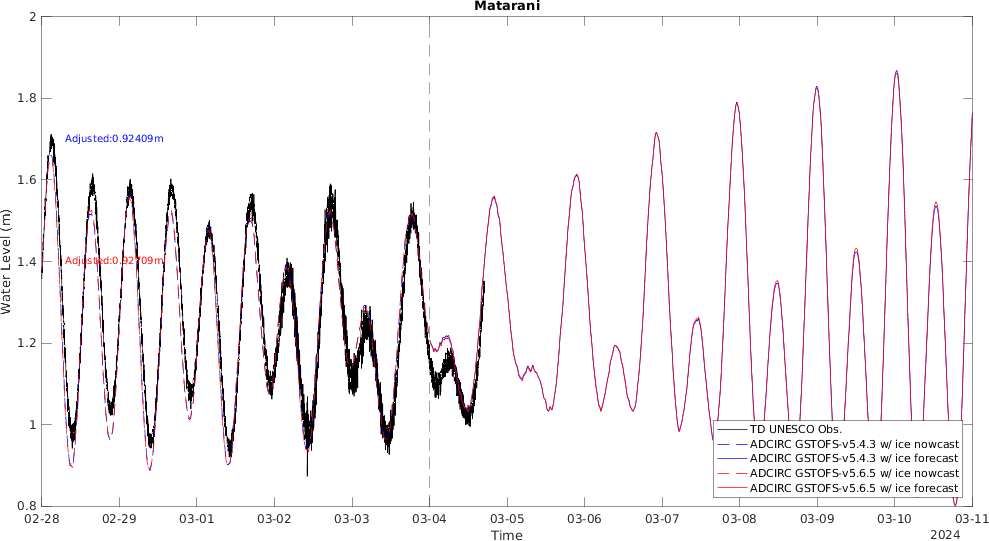 Matarani
Water Level (m)
2
1.8
1.6
1.4
1.2
1
0.8
Adjusted:0.92409m
Adjusted:0.92709m
TD UNESCO Obs.
ADCIRC GSTOFS-v5.4.3 w/ ice nowcast
ADCIRC GSTOFS-v5.4.3 w/ ice forecast
ADCIRC GSTOFS-v5.6.5 w/ ice nowcast
ADCIRC GSTOFS-v5.6.5 w/ ice forecast
02-28 02-29 03-01 03-02 03-03 03-04 03-05 03-06 03-07 03-08 03-09 03-10 03-11
Time
2024